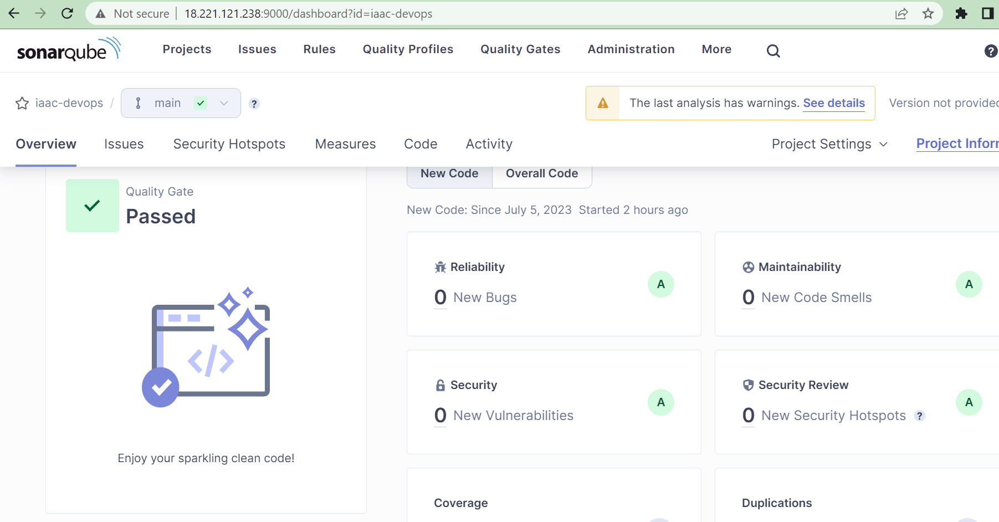 Not secure | 18.221.121.238:9000/dashboard?id=iaac-devops
sonarqube Projects Issues Rules Quality Profiles Quality Gates Administration More ?
iaac-devops / main ? The last analysis has warnings. See details Version not provided
Overview Issues Security Hotspots Measures Code Activity Project Settings Project Infor
New Code Overall Code
Quality Gate
Passed
New Code: Since July 5, 2023 Started 2 hours ago
Reliability
0 New Bugs
A
Maintainability
0 New Code Smells
A
Security
0 New Vulnerabilities
A
Security Review
0 New Security Hotspots ?
A
</>
Enjoy your sparkling clean code!
Coverage
Duplications